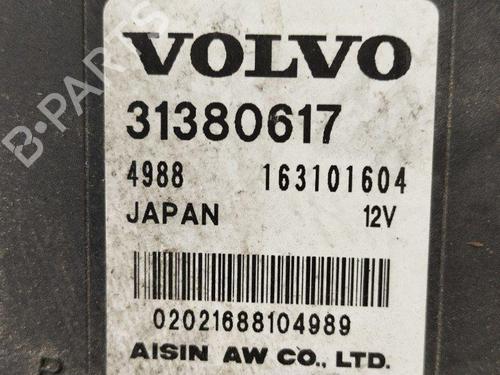 VOLVO
31380617
4988 163101604
JAPAN 12V
02021688104989
AISIN AW CO., LTD.
B-PARTS